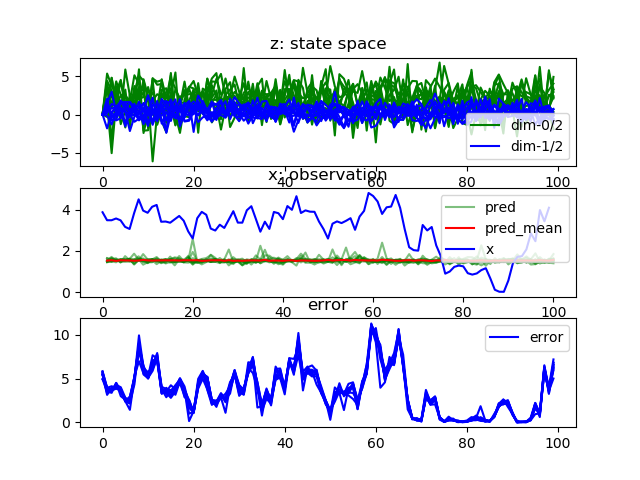 z: state space
5
0
−5
dim-0/2
dim-1/2
0 20 40 60 80 100
x: observation
4
2
0
pred
pred_mean
x
0 20 40 60 80 100
error
10
5
0
error
0 20 40 60 80 100